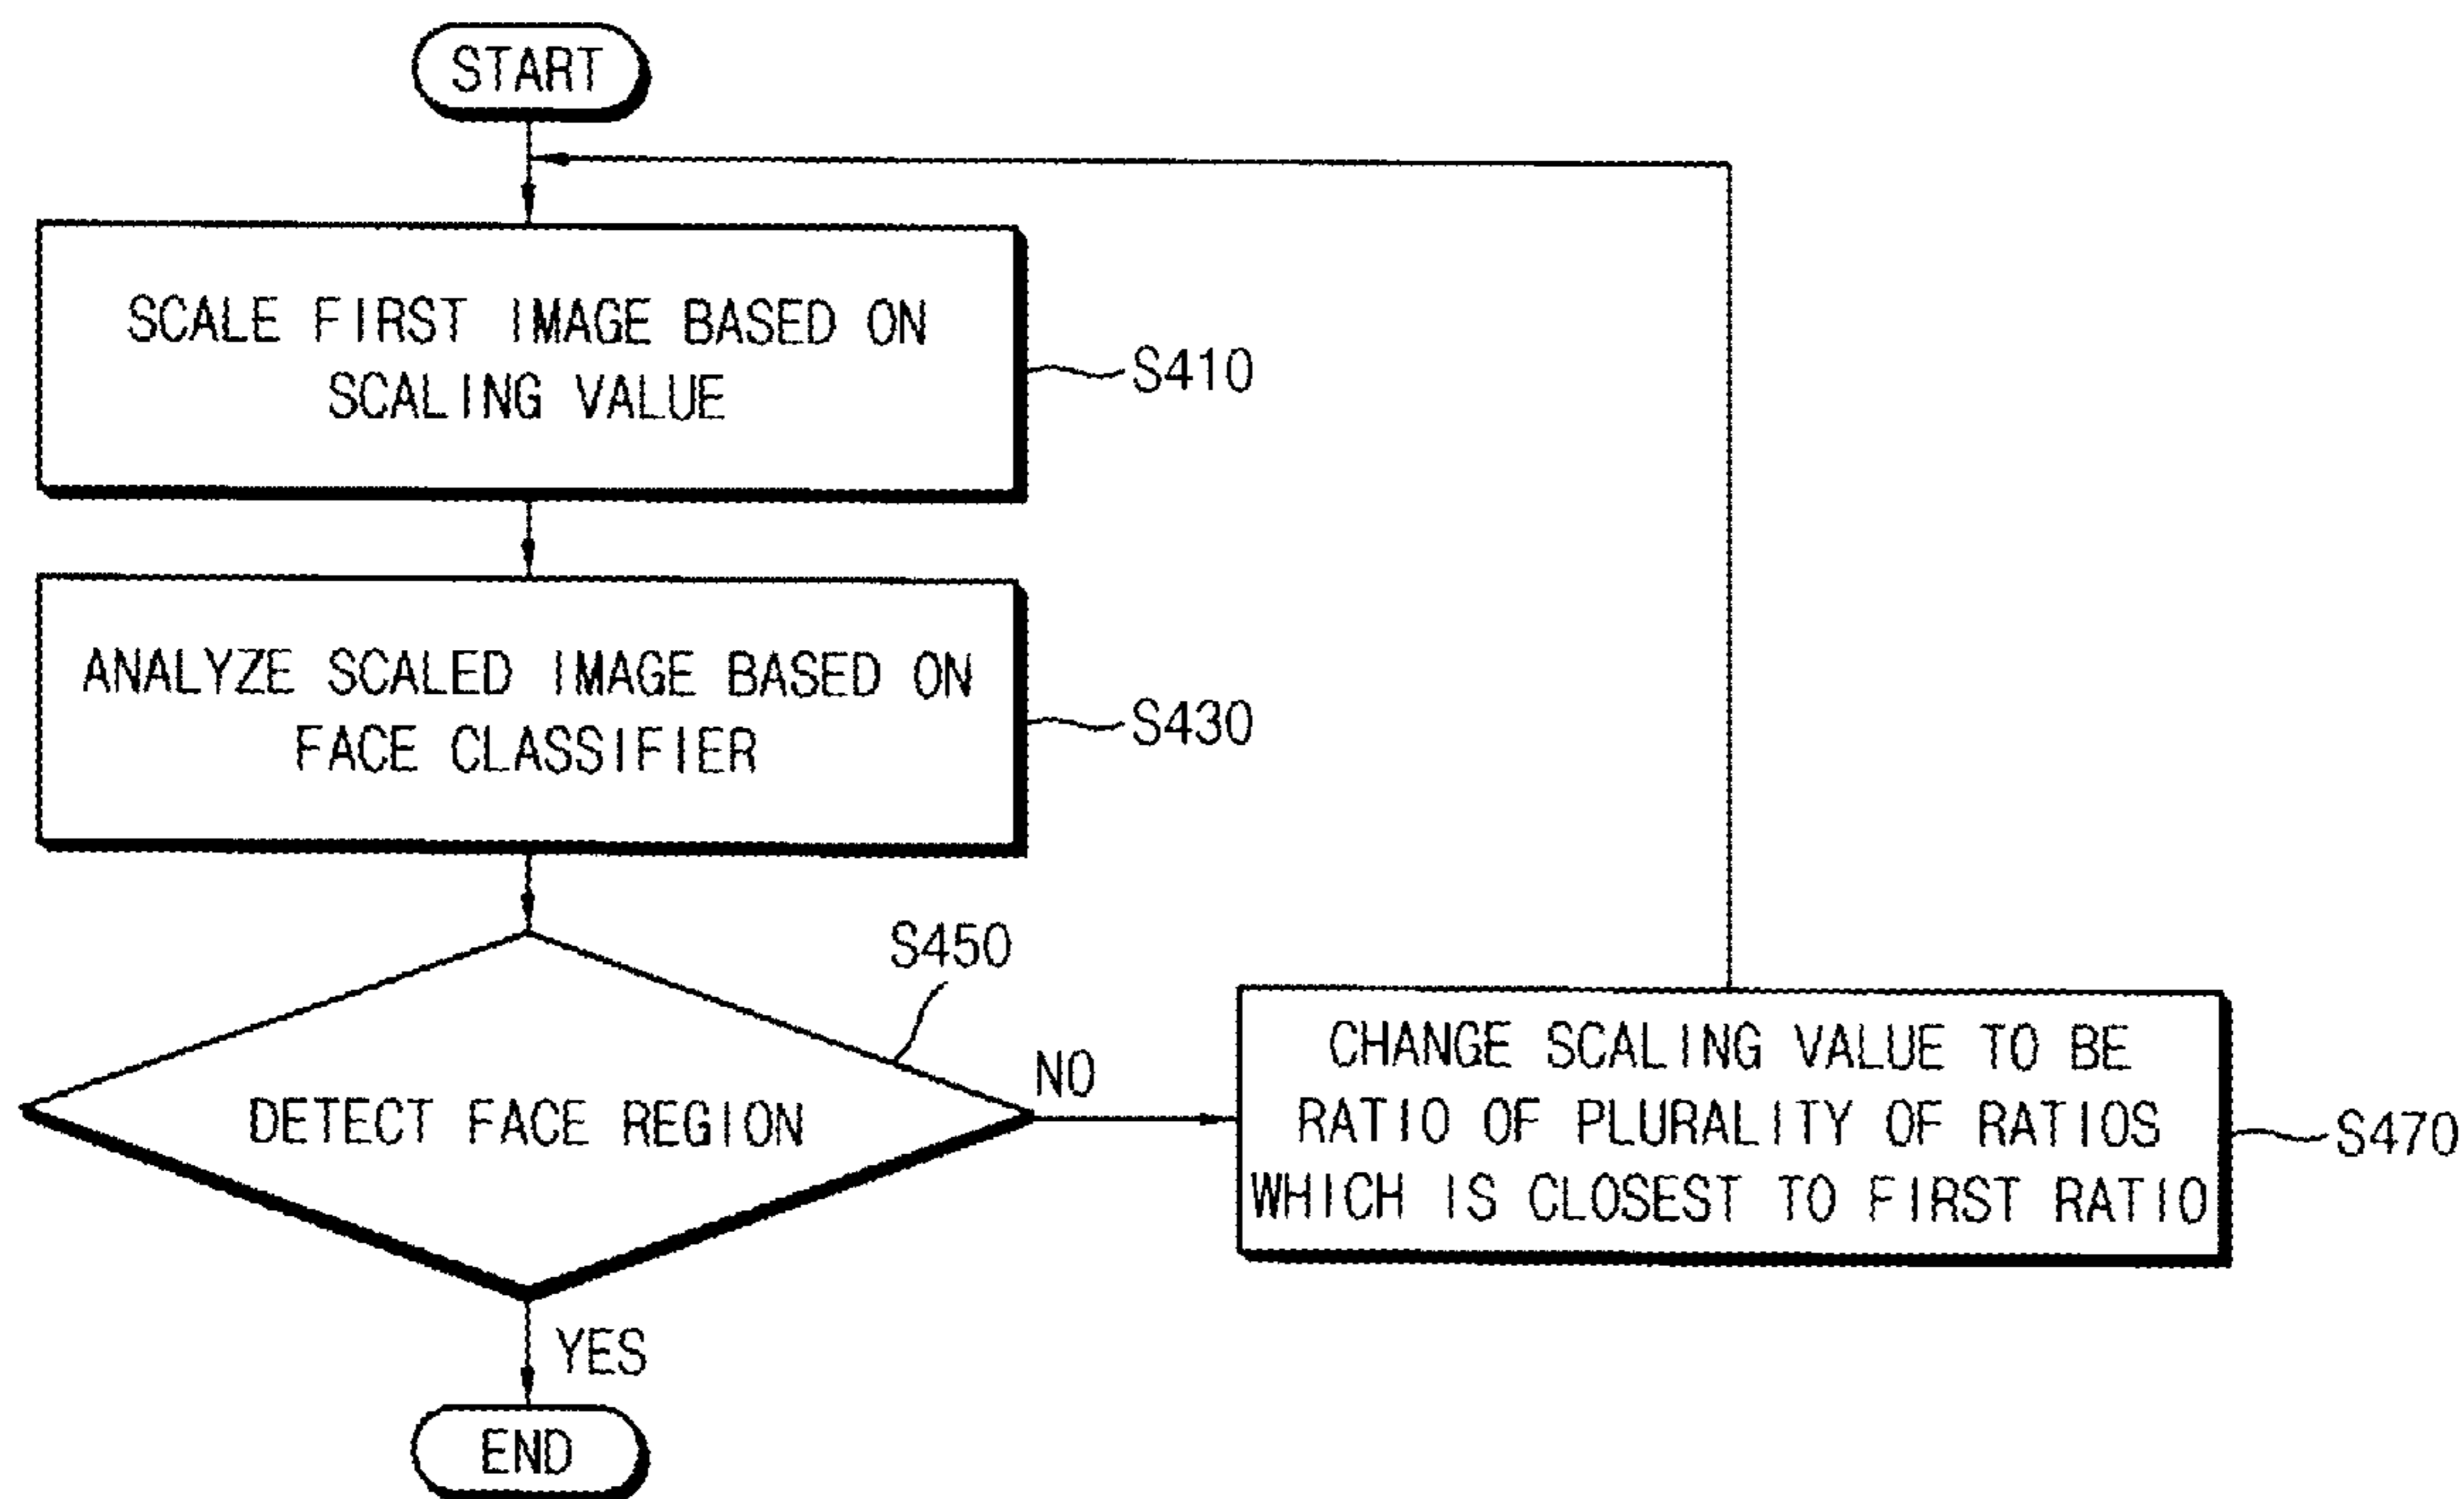 START
SCALE FIRST IMAGE BASED ON
SCALING VALUE
S410
ANALYZE SCALED IMAGE BASED ON
FACE CLASSIFIER
S430
S450
DETECT FACE REGION
NO
CHANGE SCALING VALUE TO BE
RATIO OF PLURALITY OF RATIOS
WHICH IS CLOSEST TO FIRST RATIO
S470
YES
END